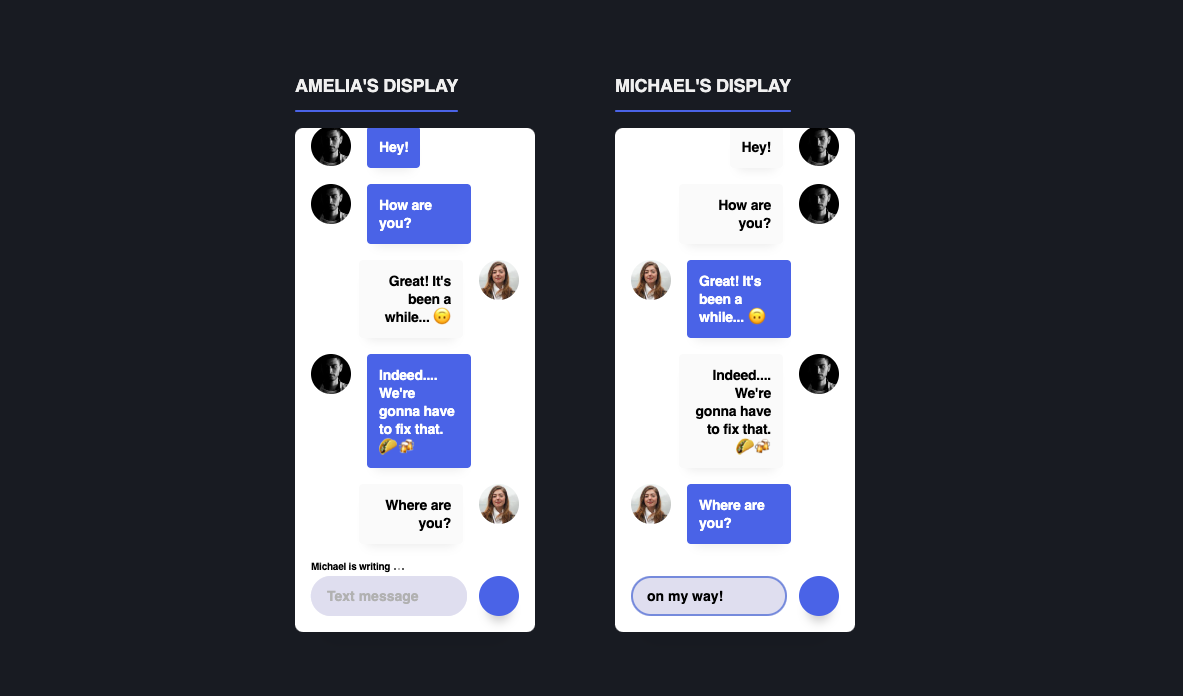 AMELIA'S DISPLAY
Hey!
How are
you?
Great! It's
been a
while... 🙃
Indeed....
We're
gonna have
to fix that.
🌮🍻
Where are
you?
Michael is writing ...
Text message
MICHAEL'S DISPLAY
Hey!
How are
you?
Great! It's
been a
while... 🙃
Indeed....
We're
gonna have
to fix that.
🌮🍻
Where are
you?
on my way!